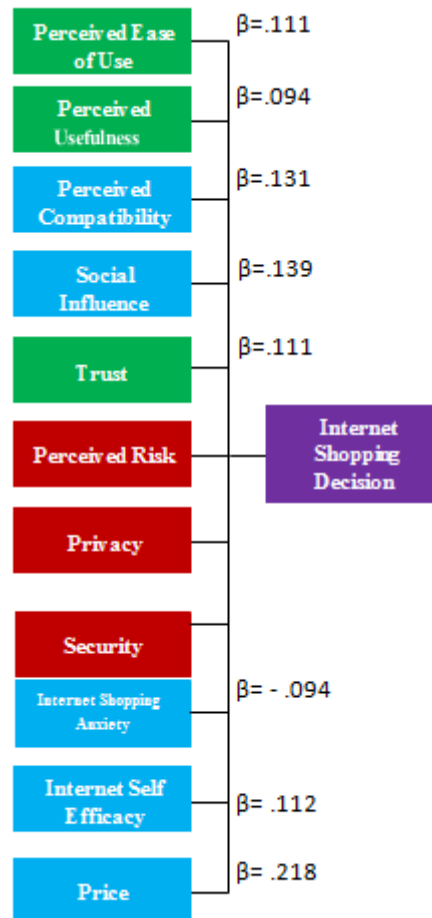 Perceived Ease
of Use
β=.111
Perceived
Usefulness
β=.094
Perceived
Compatibility
β=.131
Social
Influence
β=.139
Trust
β=.111
Perceived Risk
Internet
Shopping
Decision
Privacy
Security
Internet Shopping
Anxiety
β= - .094
Internet Self
Efficacy
β= .112
Price
β= .218